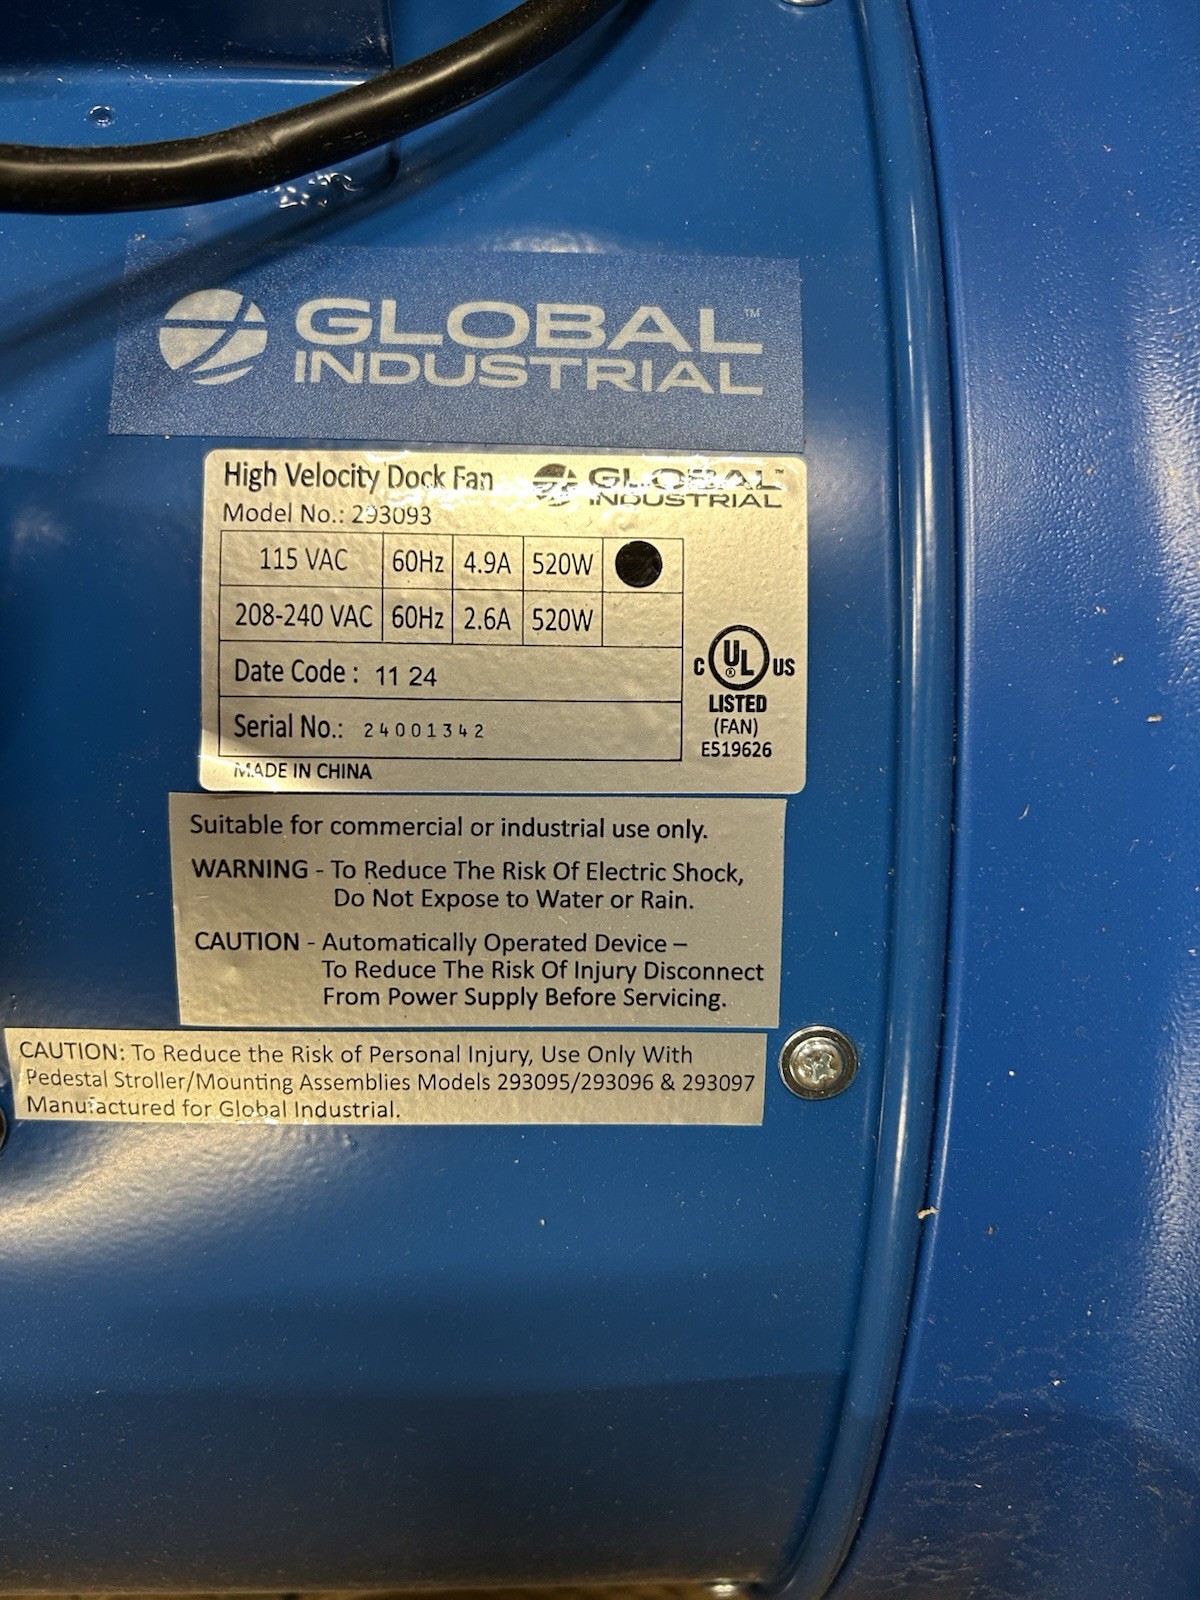 GLOBAL™
INDUSTRIAL
High Velocity Dock Fan
GLOBAL™
INDUSTRIAL
Model No.: 293093
115 VAC 60Hz 4.9A 520W
208-240 VAC 60Hz 2.6A 520W
Date Code : 11 24
Serial No.: 24001342
C UL ® US
LISTED
(FAN)
E519626
MADE IN CHINA
Suitable for commercial or industrial use only.
WARNING - To Reduce The Risk Of Electric Shock,
Do Not Expose to Water or Rain.
CAUTION - Automatically Operated Device –
To Reduce The Risk Of Injury Disconnect
From Power Supply Before Servicing.
CAUTION: To Reduce the Risk of Personal Injury, Use Only With
Pedestal Stroller/Mounting Assemblies Models 293095/293096 & 293097
Manufactured for Global Industrial.